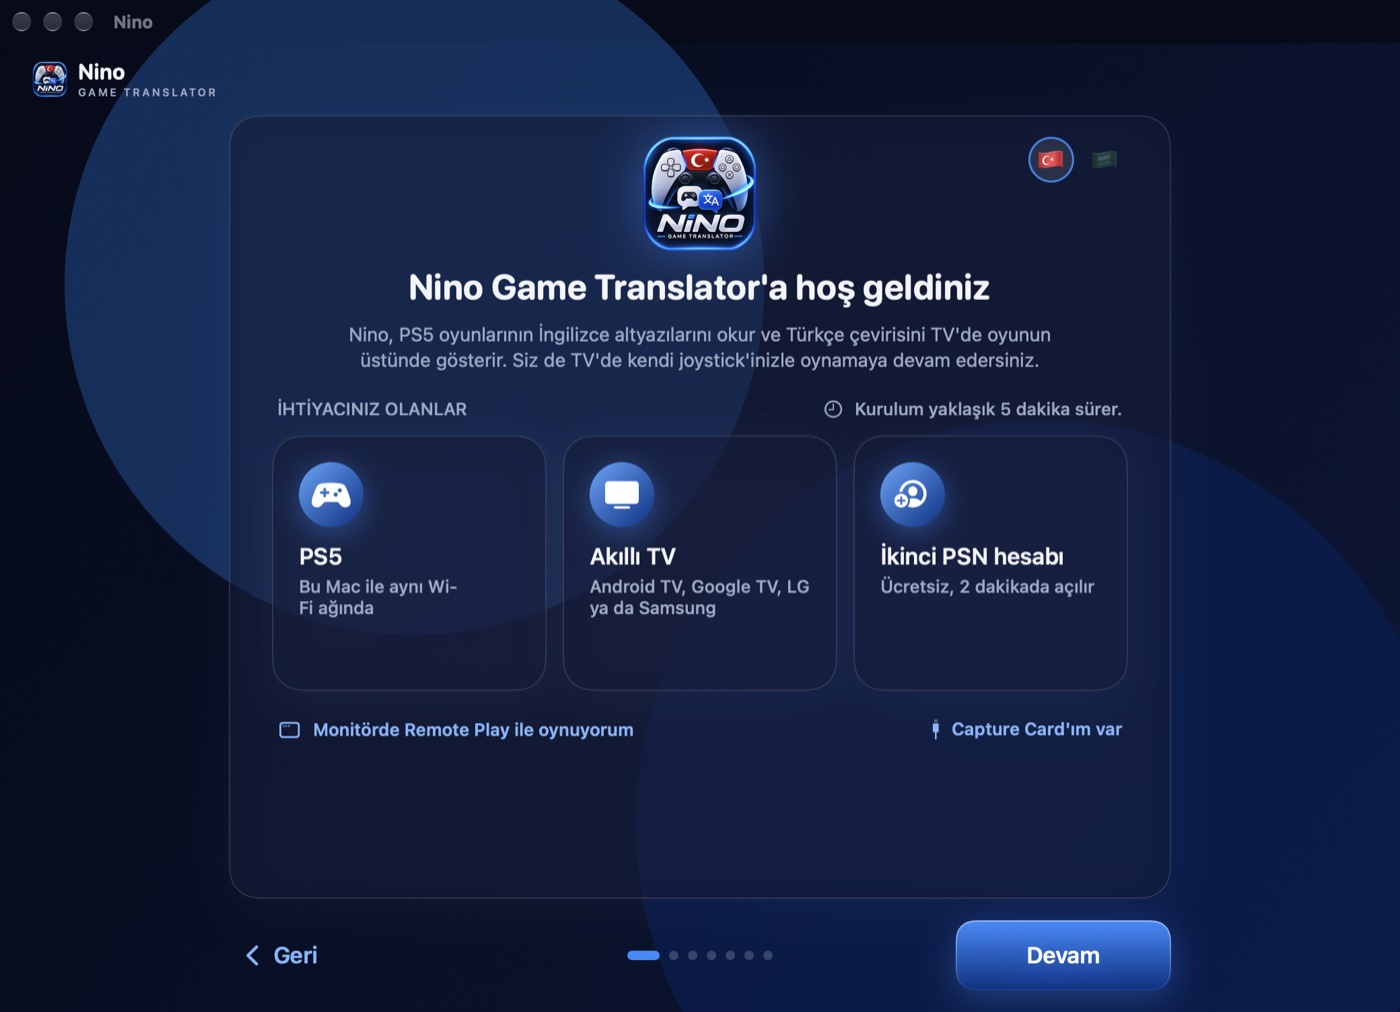 Nino
Nino
GAME TRANSLATOR
NiNO
GAME TRANSLATOR
Nino Game Translator'a hoş geldiniz
Nino, PS5 oyunlarının İngilizce altyazılarını okur ve Türkçe çevirisini TV'de oyunun
üstünde gösterir. Siz de TV'de kendi joystick'inizle oynamaya devam edersiniz.
İHTİYACINIZ OLANLAR
Kurulum yaklaşık 5 dakika sürer.
PS5
Bu Mac ile aynı Wi-
Fi ağında
Akıllı TV
Android TV, Google TV, LG
ya da Samsung
İkinci PSN hesabı
Ücretsiz, 2 dakikada açılır
Monitörde Remote Play ile oynuyorum
Capture Card'ım var
Geri
Devam